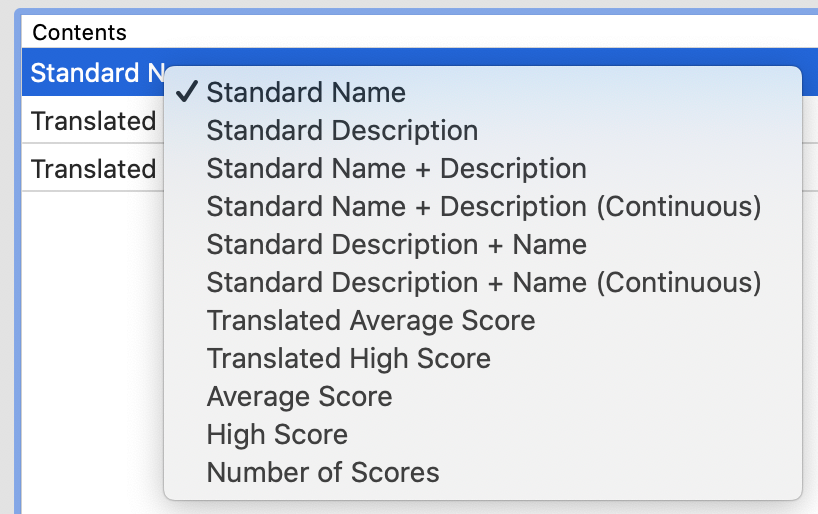 Contents
Standard N
✓ Standard Name
Standard Description
Translated
Standard Name + Description
Translated
Standard Name + Description (Continuous)
Standard Description + Name
Standard Description + Name (Continuous)
Translated Average Score
Translated High Score
Average Score
High Score
Number of Scores